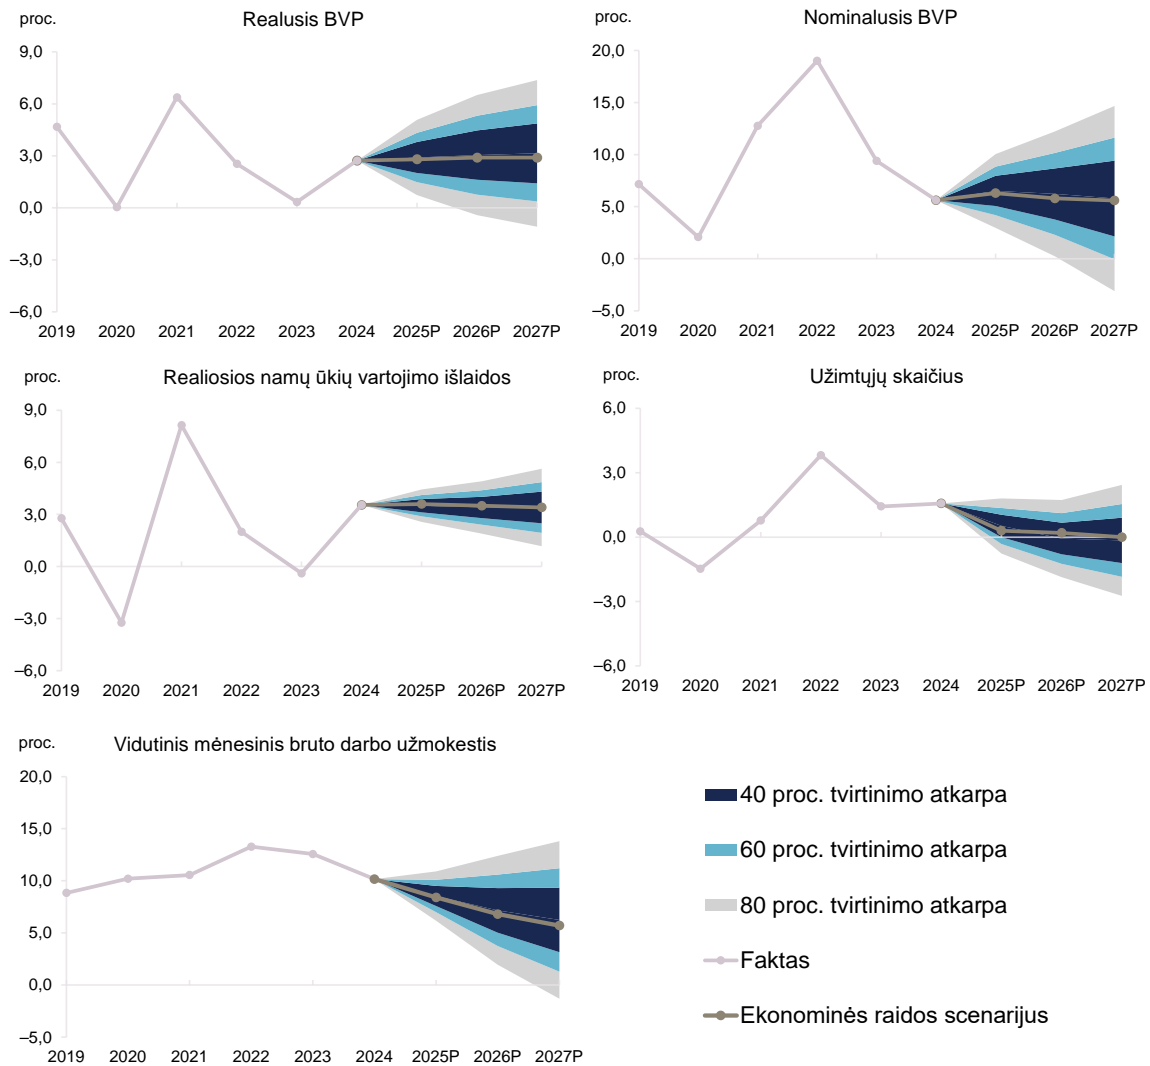 proc.
Realusis BVP
9,0
6,0
3,0
0,0
–3,0
–6,0
2019 2020 2021 2022 2023 2024 2025P 2026P 2027P
proc.
Nominalusis BVP
20,0
15,0
10,0
5,0
0,0
–5,0
2019 2020 2021 2022 2023 2024 2025P 2026P 2027P
proc.
Realiosios namų ūkių vartojimo išlaidos
9,0
6,0
3,0
0,0
–3,0
–6,0
2019 2020 2021 2022 2023 2024 2025P 2026P 2027P
proc.
Užimtųjų skaičius
6,0
3,0
0,0
–3,0
–6,0
2019 2020 2021 2022 2023 2024 2025P 2026P 2027P
proc.
Vidutinis mėnesinis bruto darbo užmokestis
20,0
15,0
10,0
5,0
0,0
–5,0
2019 2020 2021 2022 2023 2024 2025P 2026P 2027P
40 proc. tvirtinimo atkarpa
60 proc. tvirtinimo atkarpa
80 proc. tvirtinimo atkarpa
Faktas
Ekonominės raidos scenarijus